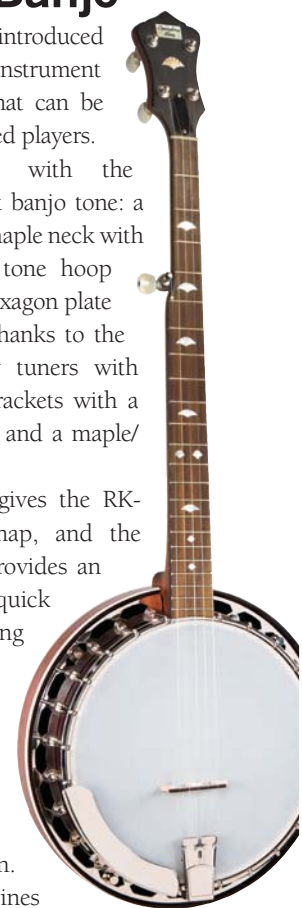 Banjo
introduced
nstrument
hat can be
ed players.
with the
banjo tone: a
maple neck with
tone hoop
xagon plate
hanks to the
tuners with
rackets with a
and a maple/
gives the RK-
nap, and the
rovides an
quick
ng
n.
ines